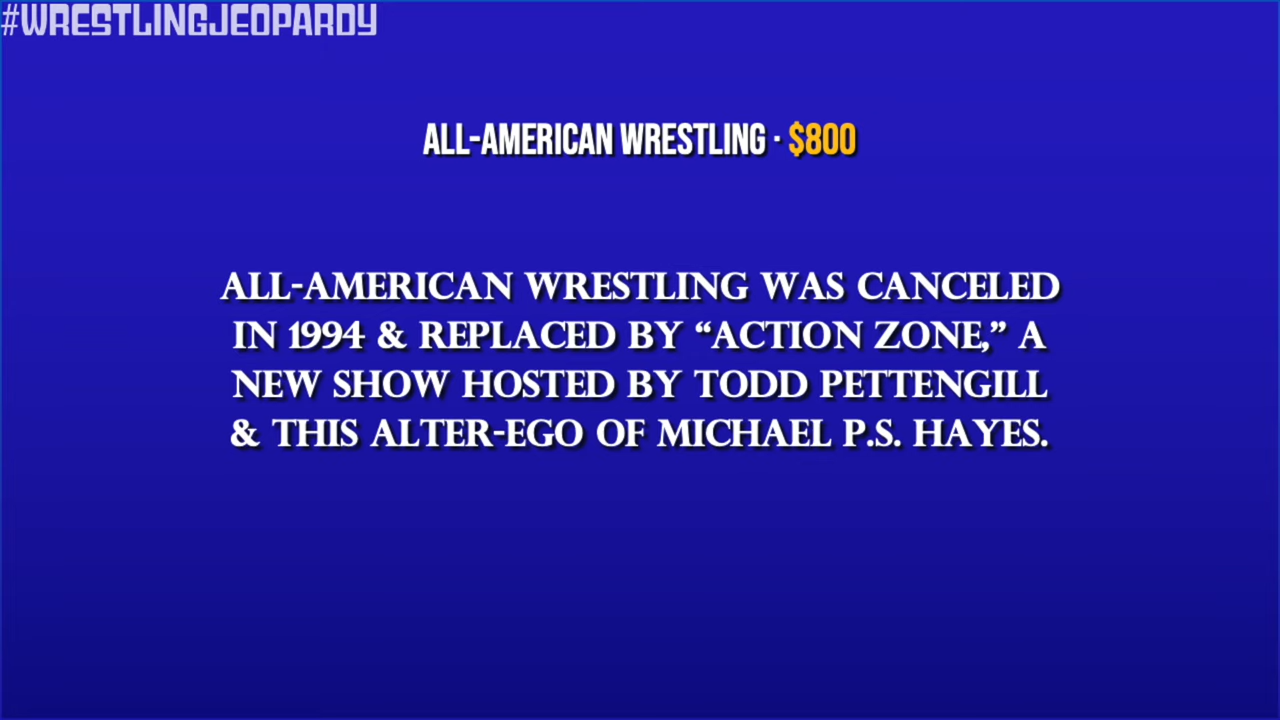 #WRESTLINGJEOPARDY
ALL-AMERICAN WRESTLING · $800
ALL-AMERICAN WRESTLING WAS CANCELED
IN 1994 & REPLACED BY “ACTION ZONE,” A
NEW SHOW HOSTED BY TODD PETTENGILL
& THIS ALTER-EGO OF MICHAEL P.S. HAYES.